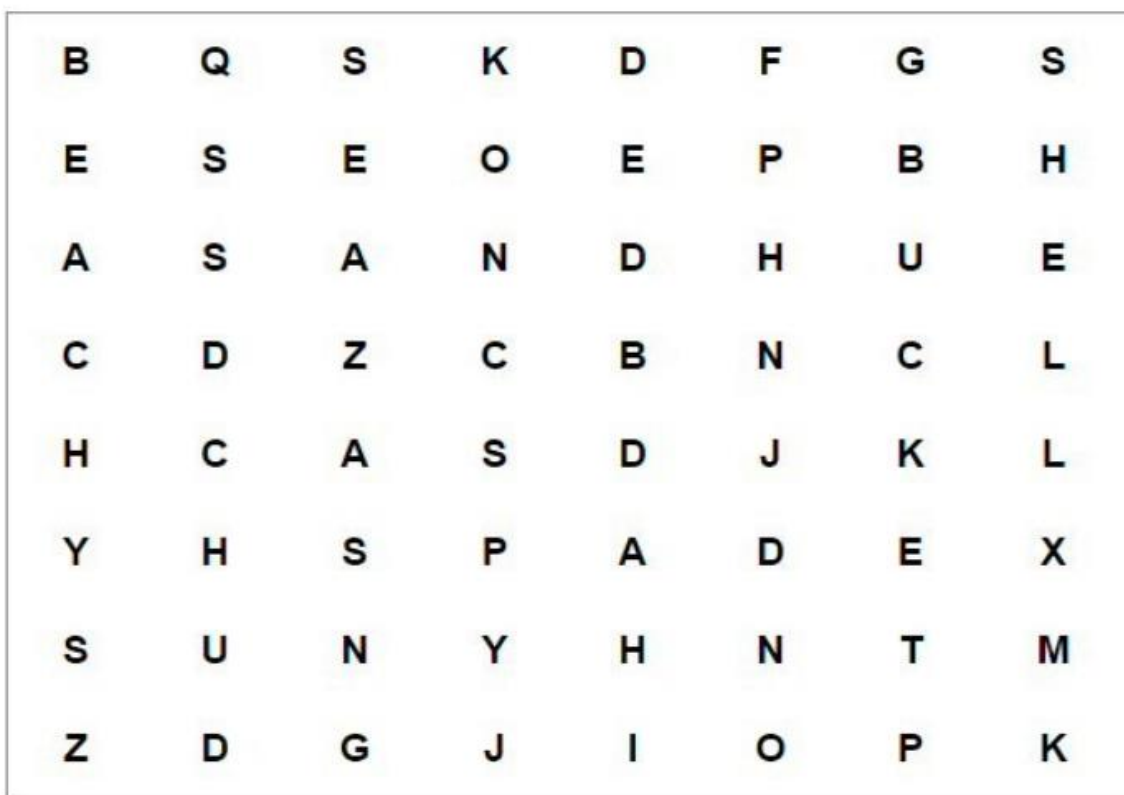 B Q S K D F G S
E S E O E P B H
A S A N D H U E
C D Z C B N C L
H C A S D J K L
Y H S P A D E X
S U N Y H N T M
Z D G J I O P K